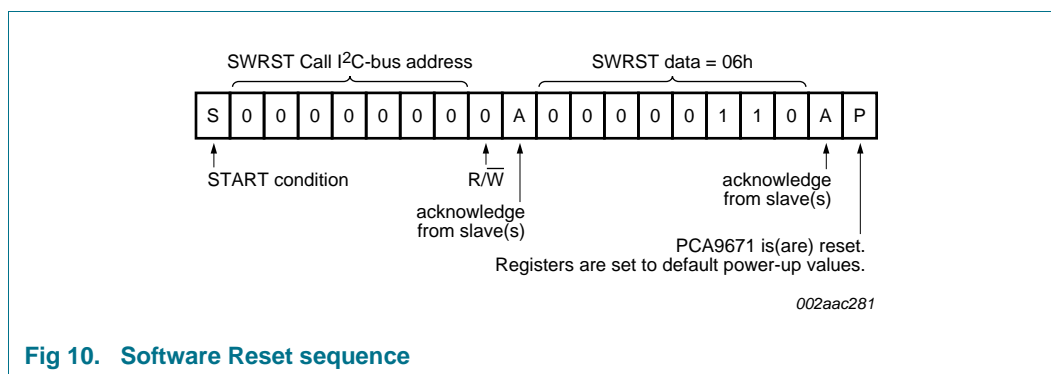 SWRST Call I2C-bus address SWRST data = 06h
S 0 0 0 0 0 0 0 0 A 0 0 0 0 0 1 1 0 A P
START condition R/W acknowledge
acknowledge from slave(s)
from slave(s)
PCA9671 is(are) reset.
Registers are set to default power-up values.
002aac281
Fig 10. Software Reset sequence